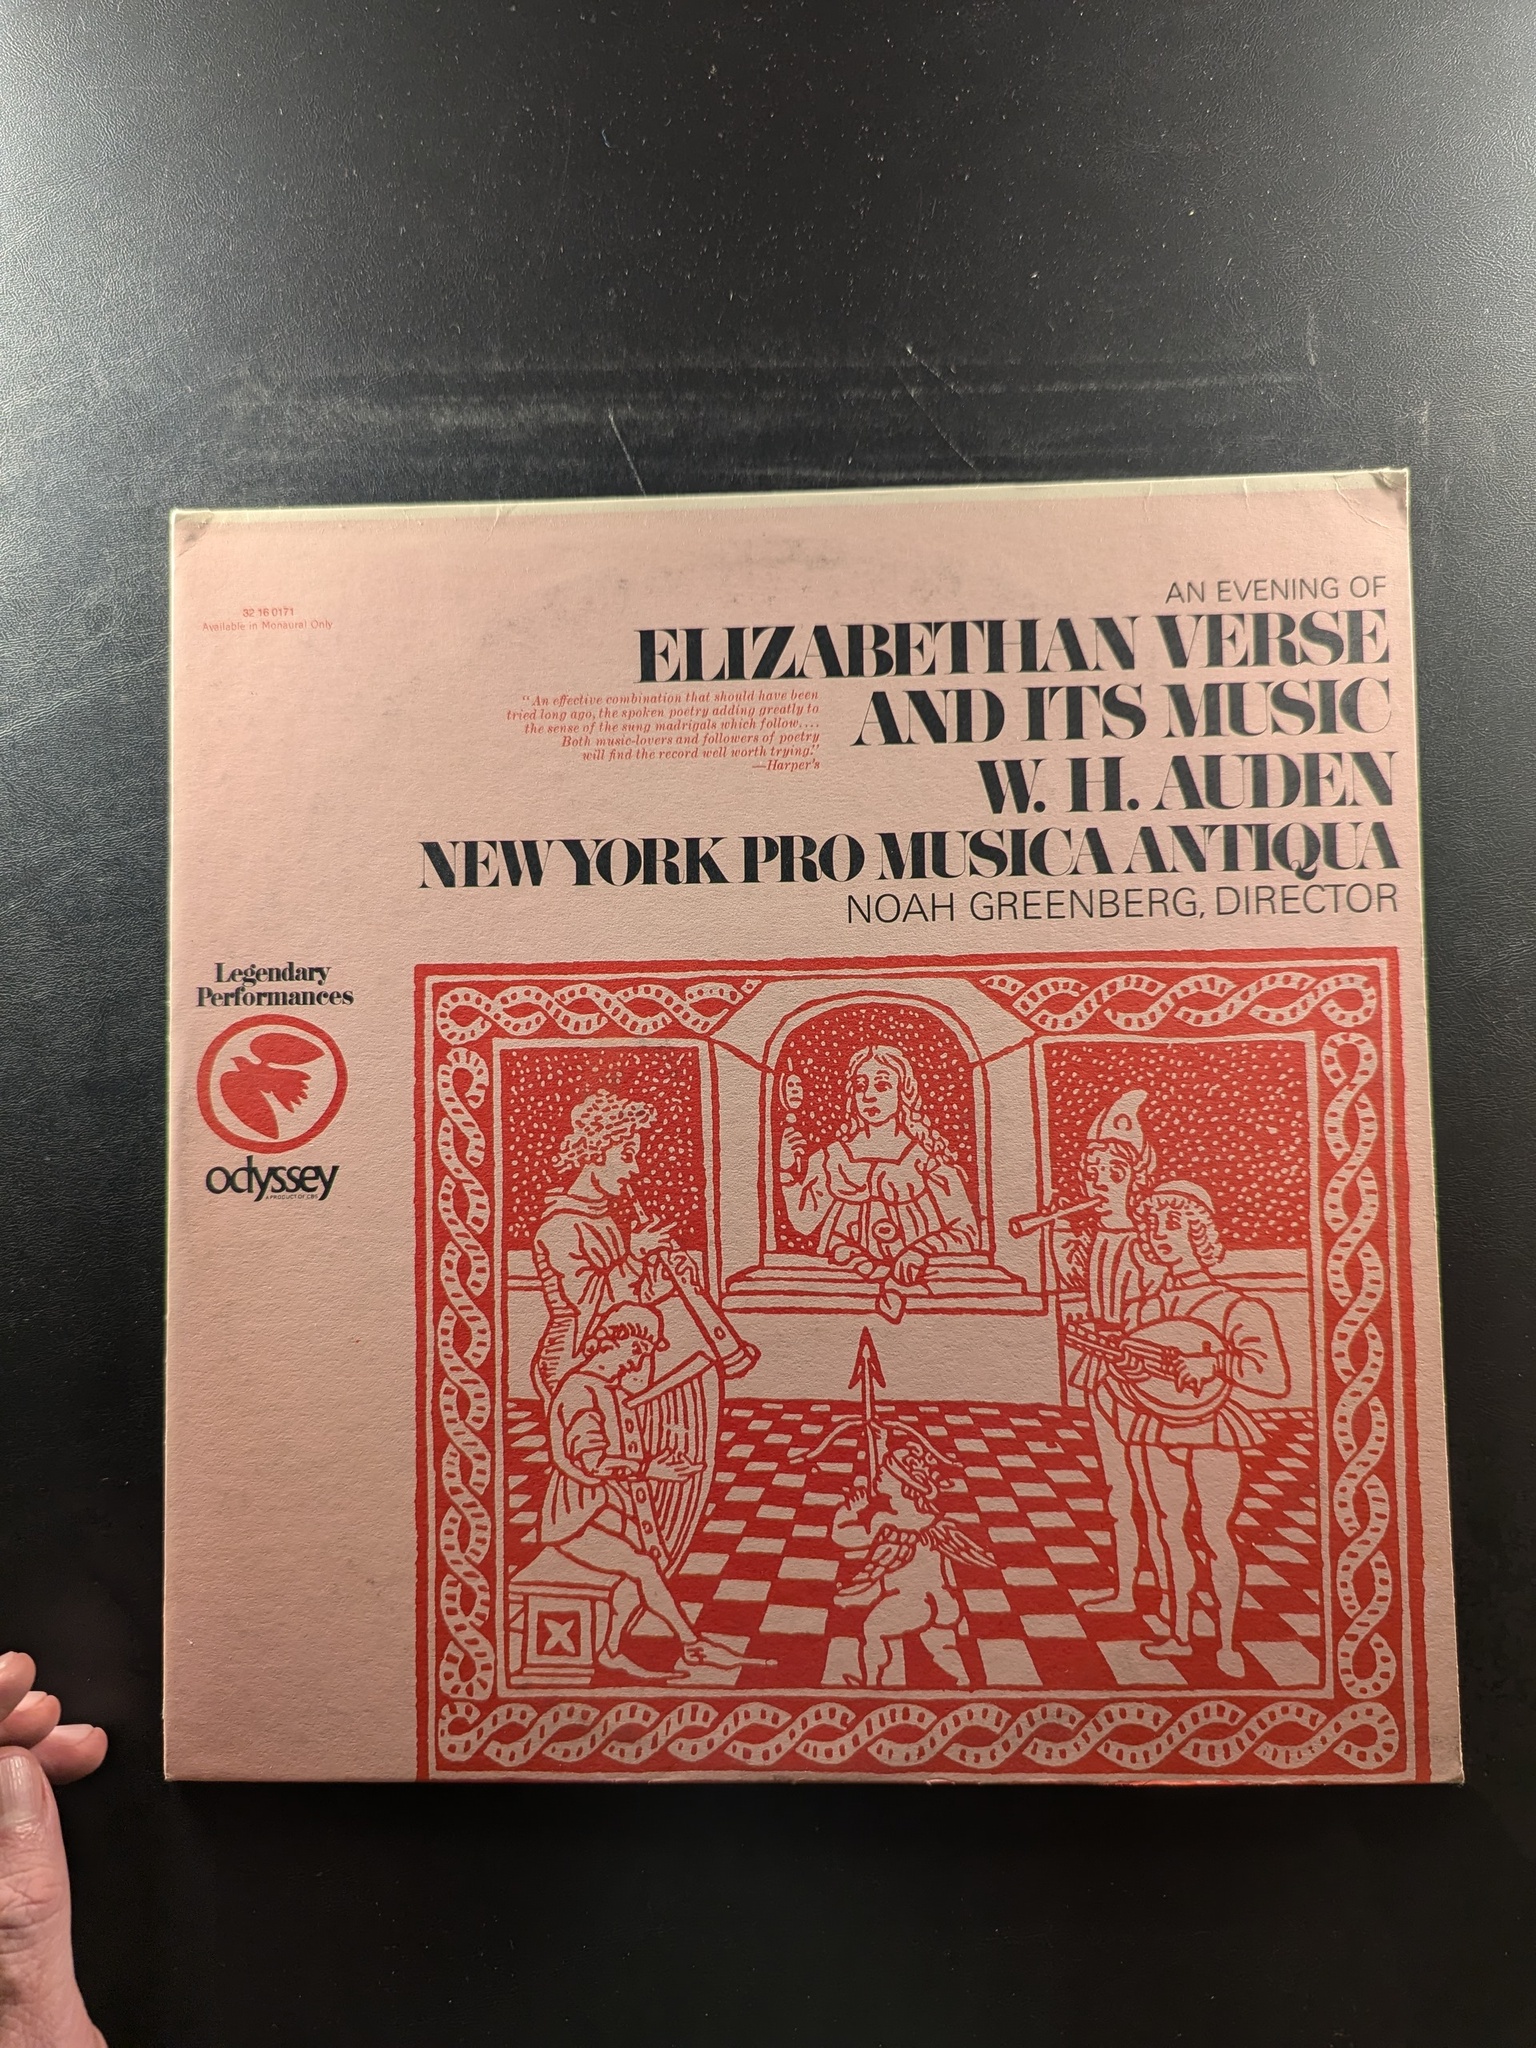 32 16 0171
Available in Monaural Only
AN EVENING OF
ELIZABETHAN VERSE
AND ITS MUSIC
W. H. AUDEN
NEW YORK PRO MUSICA ANTIQUA
NOAH GREENBERG, DIRECTOR
“An effective combination that should have been
tried long ago, the spoken poetry adding greatly to
the sense of the sung madrigals which follow....
Both music-lovers and followers of poetry
will find the record well worth trying.”
—Harper's
Legendary
Performances
odyssey
A PRODUCT OF CBS